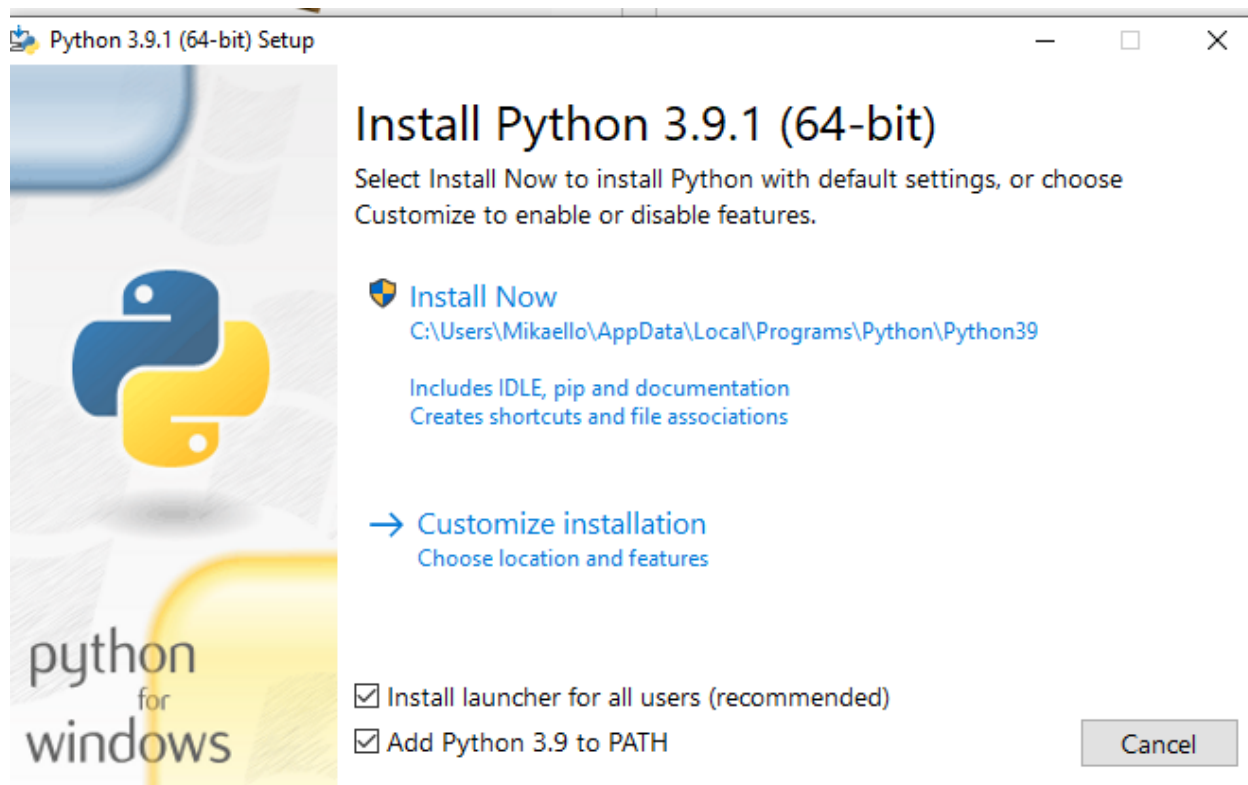 Python 3.9.1 (64-bit) Setup
Install Python 3.9.1 (64-bit)
Select Install Now to install Python with default settings, or choose
Customize to enable or disable features.
Install Now
C:\Users\Mikaello\AppData\Local\Programs\Python\Python39
Includes IDLE, pip and documentation
Creates shortcuts and file associations
Customize installation
Choose location and features
python
for
windows
Install launcher for all users (recommended)
Add Python 3.9 to PATH
Cancel